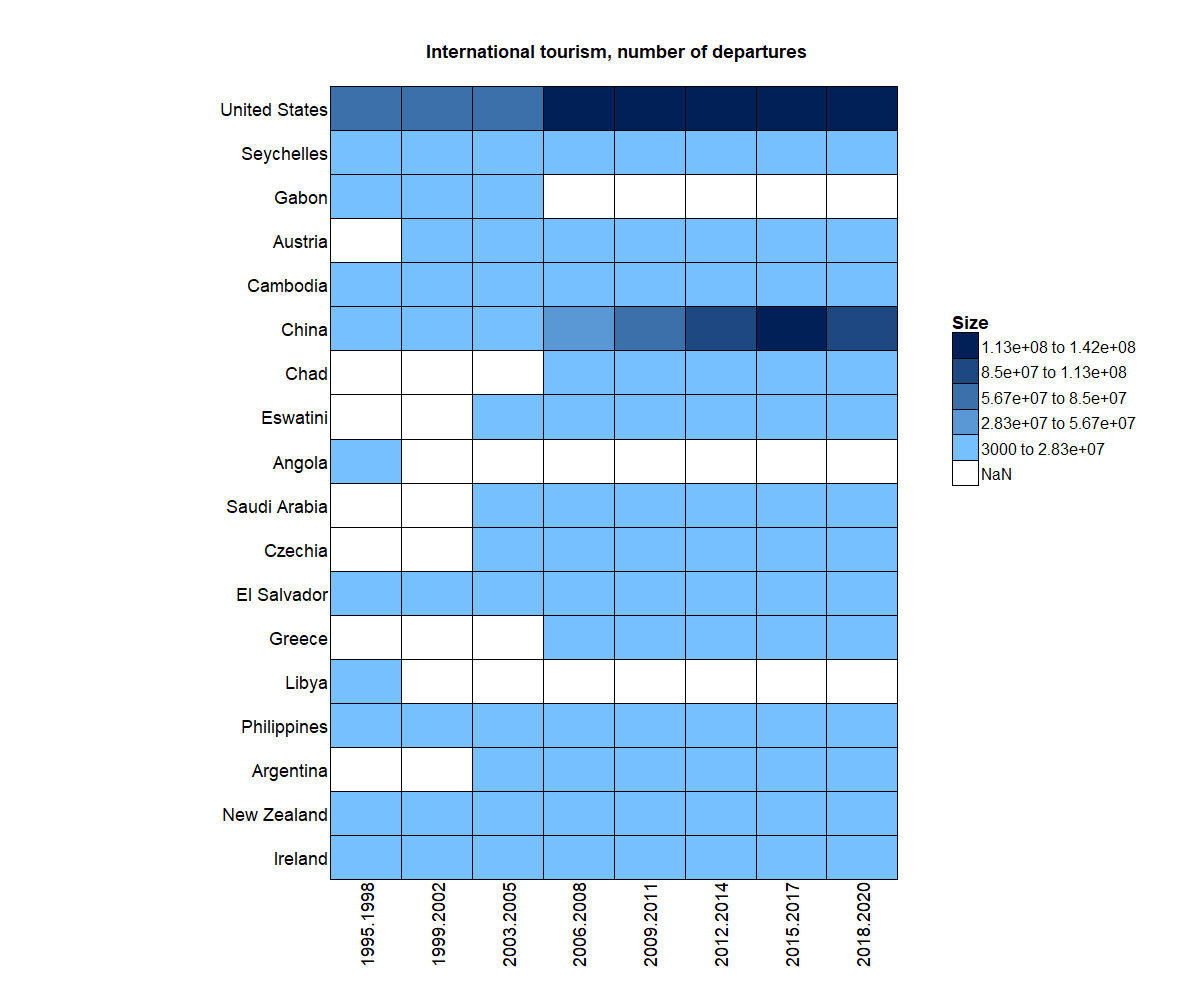 International tourism, number of departures
United States
Seychelles
Gabon
Austria
Cambodia
China
Chad
Eswatini
Angola
Saudi Arabia
Czechia
El Salvador
Greece
Libya
Philippines
Argentina
New Zealand
Ireland
1995.1998
1999.2002
2003.2005
2006.2008
2009.2011
2012.2014
2015.2017
2018.2020
Size
1.13e+08 to 1.42e+08
8.5e+07 to 1.13e+08
5.67e+07 to 8.5e+07
2.83e+07 to 5.67e+07
3000 to 2.83e+07
NaN